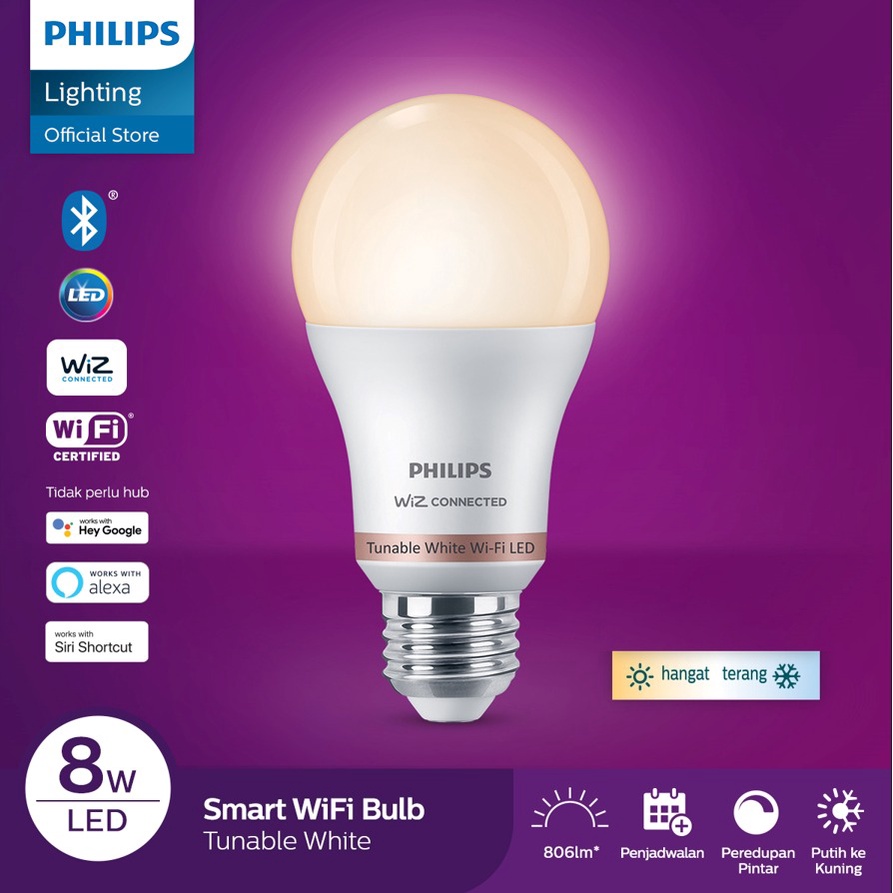 PHILIPS
Lighting
Official Store
®
LED
WiZ
CONNECTED
Wi Fi®
CERTIFIED
Tidak perlu hub
works with
Hey Google
WORKS WITH
alexa
works with
Siri Shortcut
PHILIPS
WiZ CONNECTED
Tunable White Wi-Fi LED
hangat terang
8W
LED
Smart WiFi Bulb
Tunable White
806lm*
Penjadwalan
Peredupan
Pintar
Putih ke
Kuning